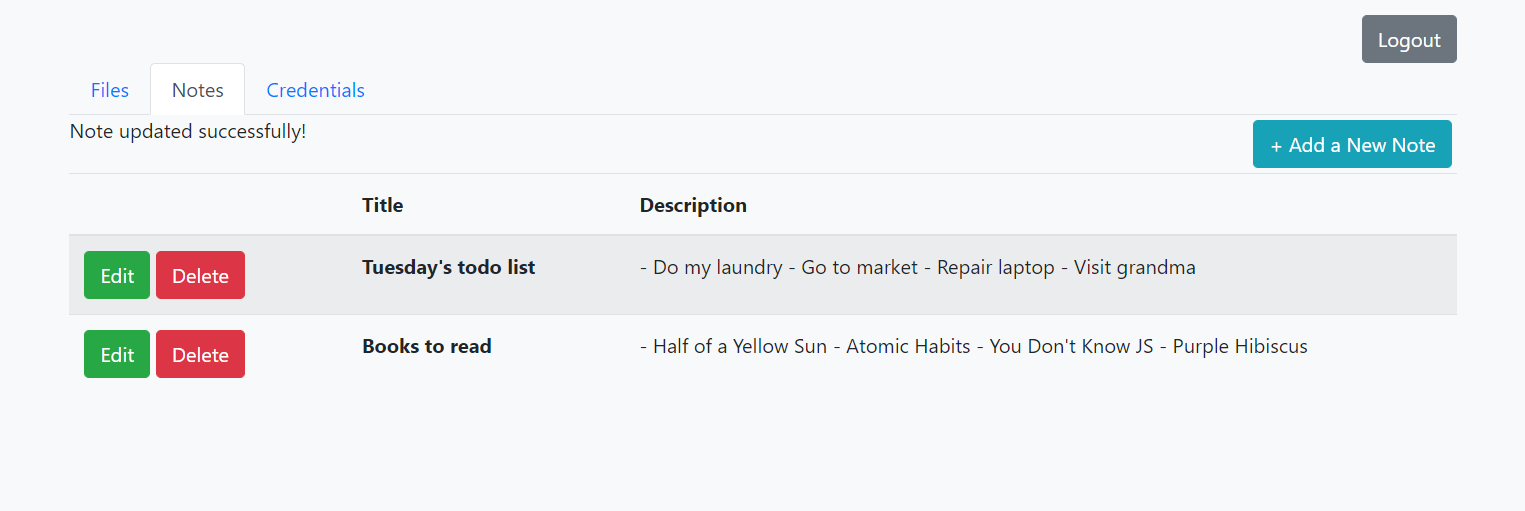 Logout
Files Notes Credentials
Note updated successfully!
+ Add a New Note
Title Description
Edit Delete Tuesday's todo list - Do my laundry - Go to market - Repair laptop - Visit grandma
Edit Delete Books to read - Half of a Yellow Sun - Atomic Habits - You Don't Know JS - Purple Hibiscus